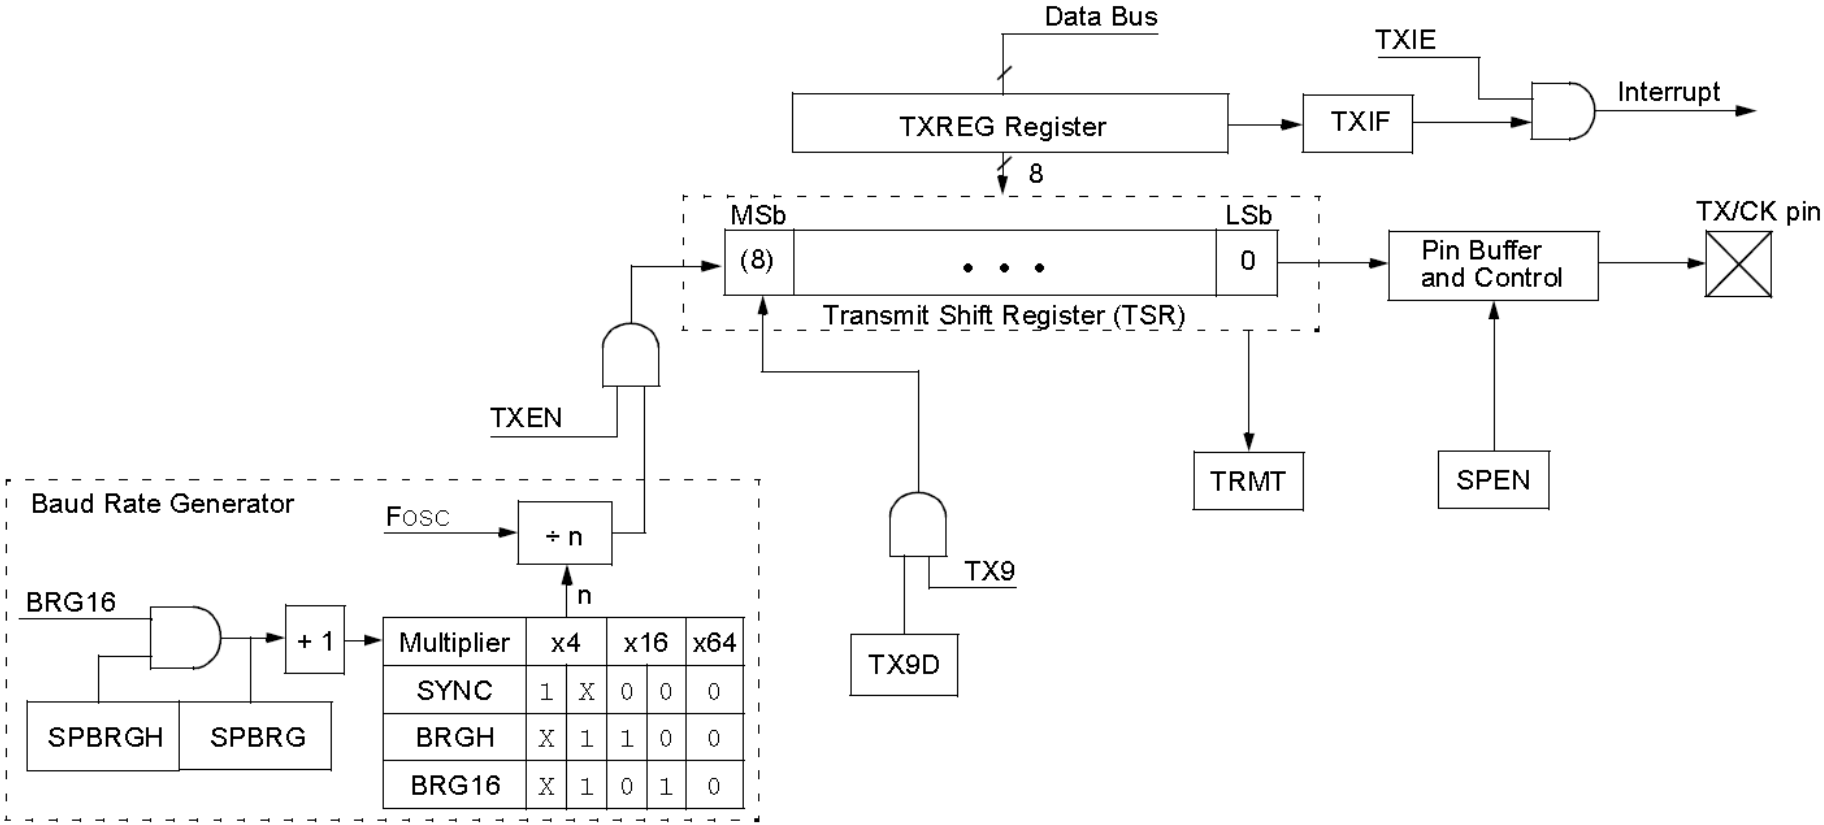 Data Bus
TXIE
Interrupt
TXREG Register
TXIF
8
MSb
LSb
TX/CK pin
(8)
• • •
0
Pin Buffer
and Control
Transmit Shift Register (TSR)
TXEN
TRMT
SPEN
Baud Rate Generator
FOSC
÷ n
TX9
n
BRG16
+ 1
Multiplier x4 x16 x64
SYNC 1 X 0 0 0
BRGH X 1 1 0 0
BRG16 X 1 0 1 0
TX9D
SPBRGH SPBRG